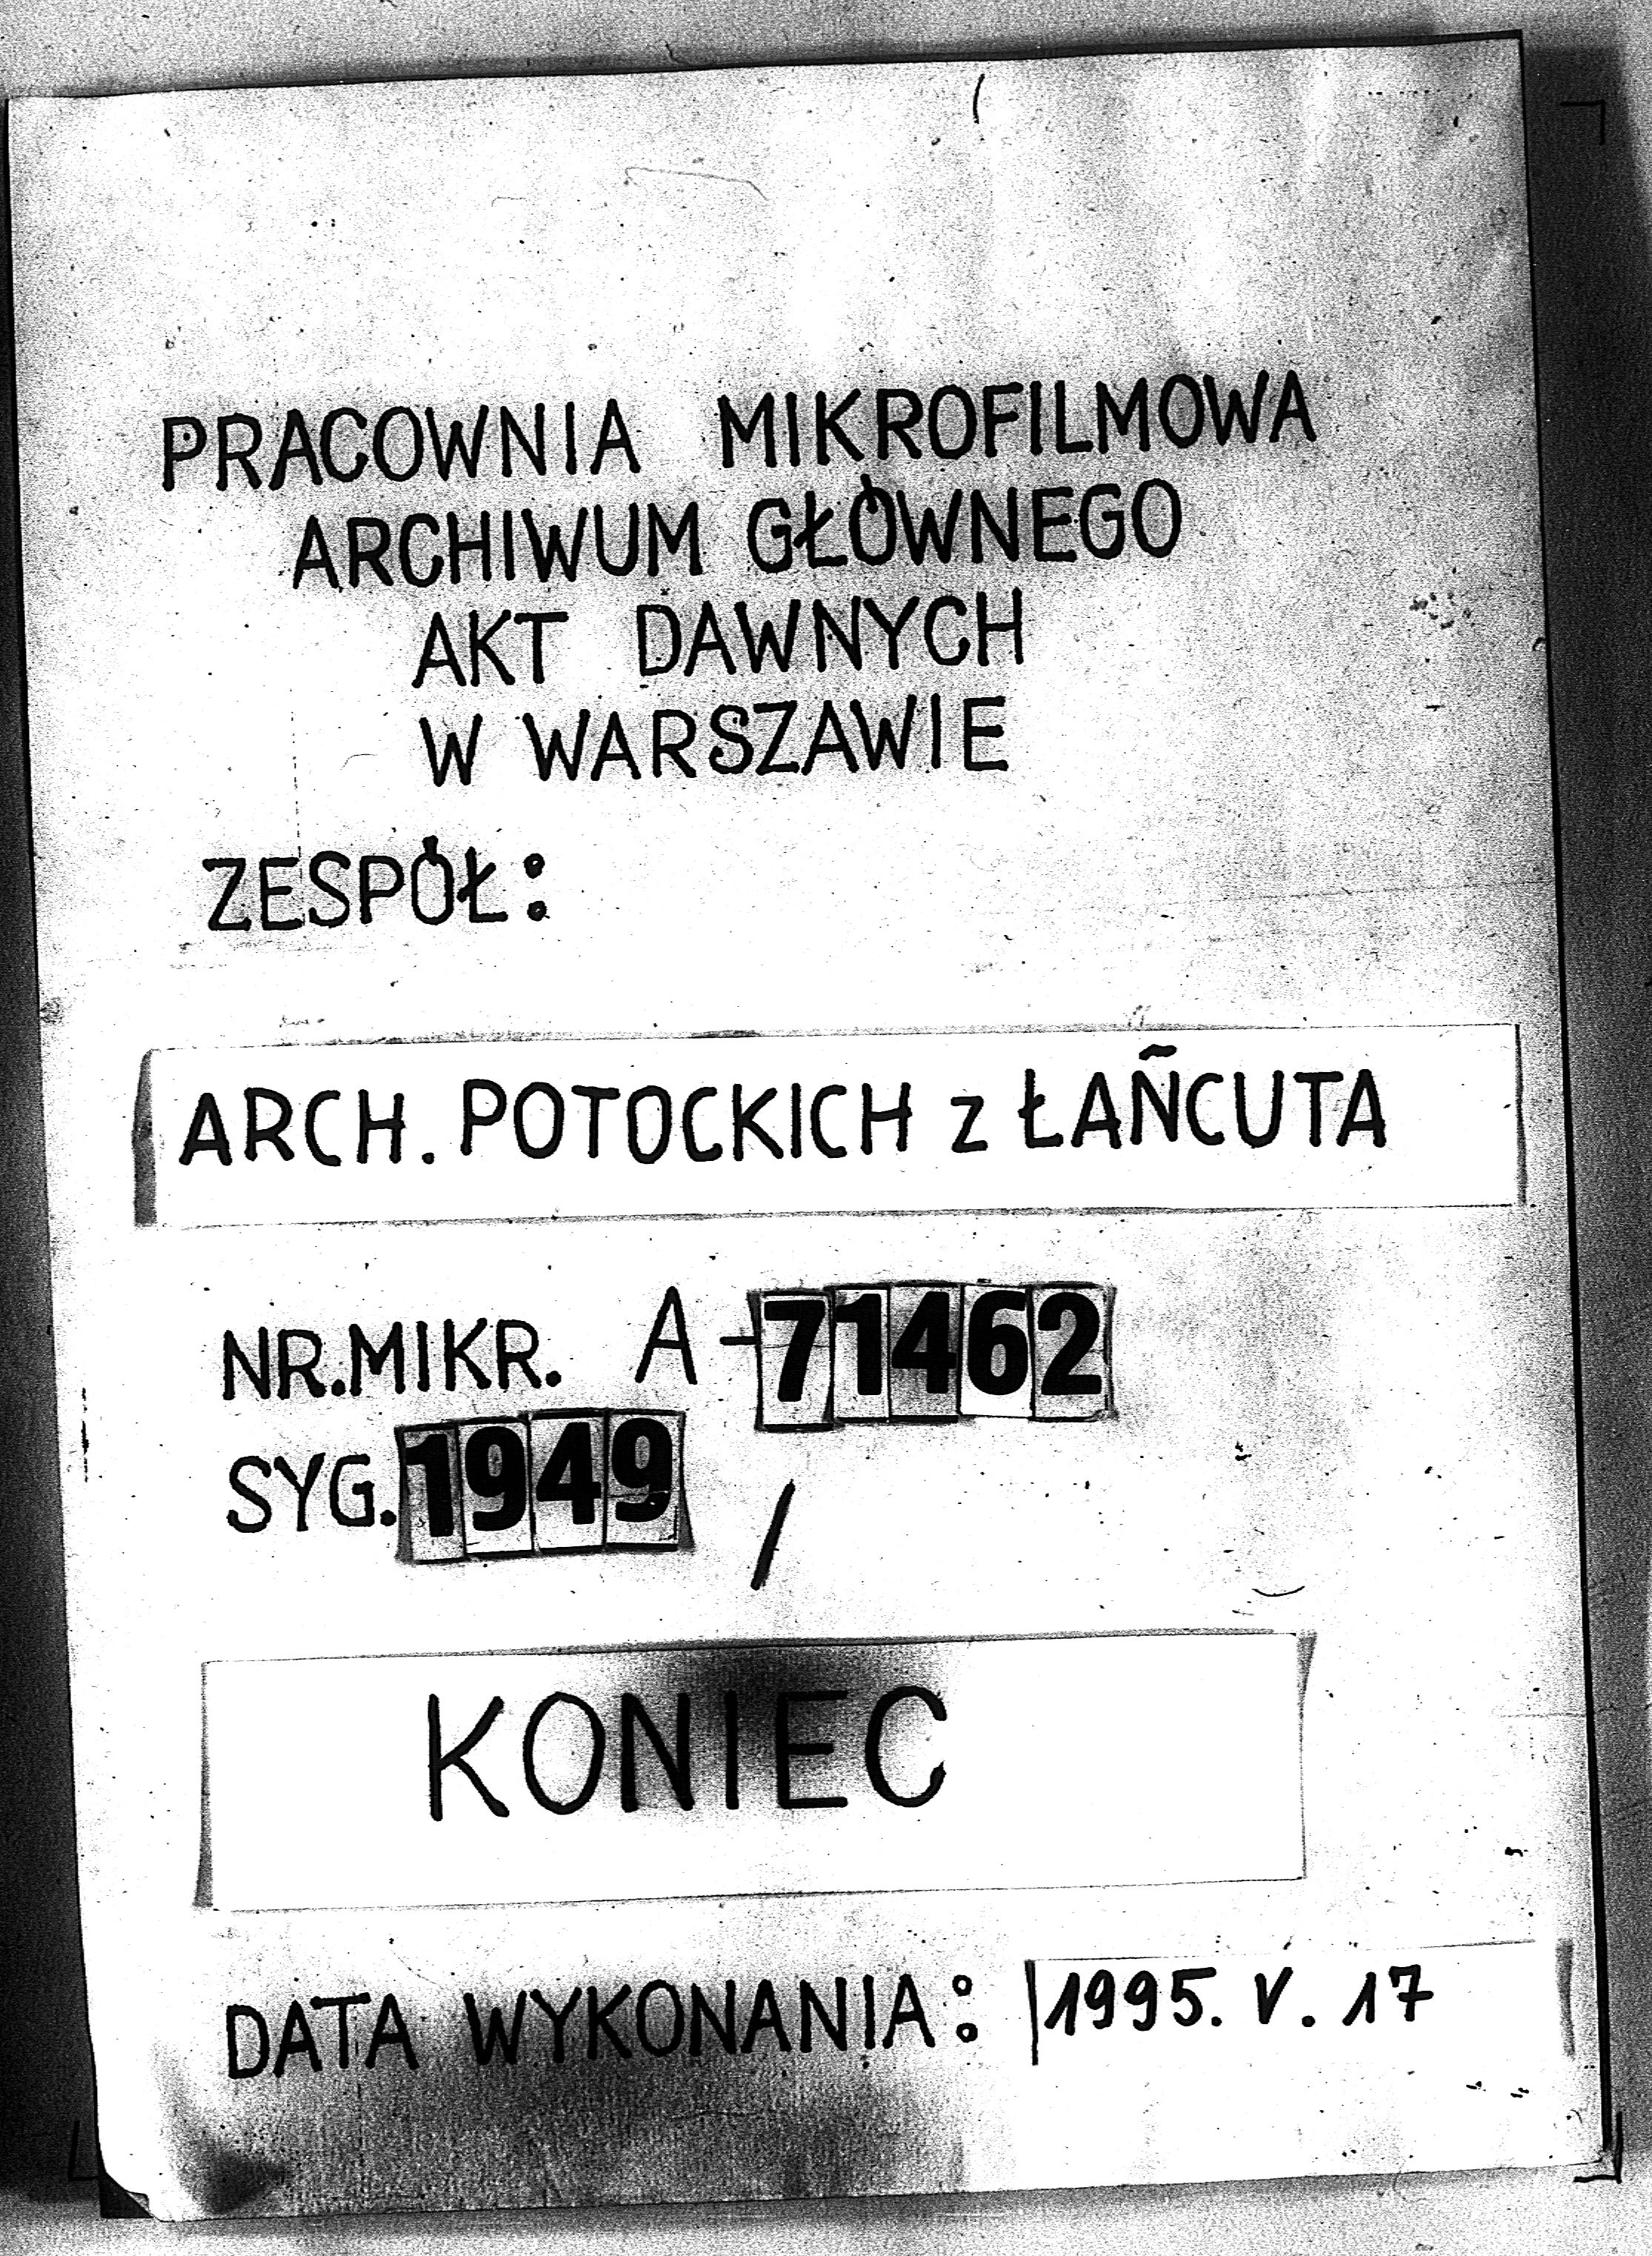 PRACOWNIA MIKROFILMOWA
ARCHIWUM GŁÓWNEGO
AKT DAWNYCH
W WARSZAWIE
ZESPÓŁ:
ARCH. POTOCKICH z ŁAŃCUTA
NR.MIKR. A-71462
SYG. 1949 /
KONIEC
DATA WYKONANIA: 1995. V. 17